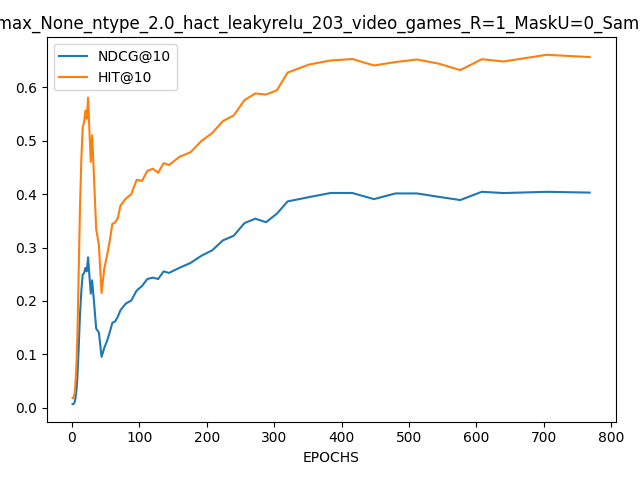 max_None_ntype_2.0_hact_leakyrelu_203_video_games_R=1_MaskU=0_Sam
NDCG@10
HIT@10
0.6
0.5
0.4
0.3
0.2
0.1
0.0
0 100 200 300 400 500 600 700 800
EPOCHS